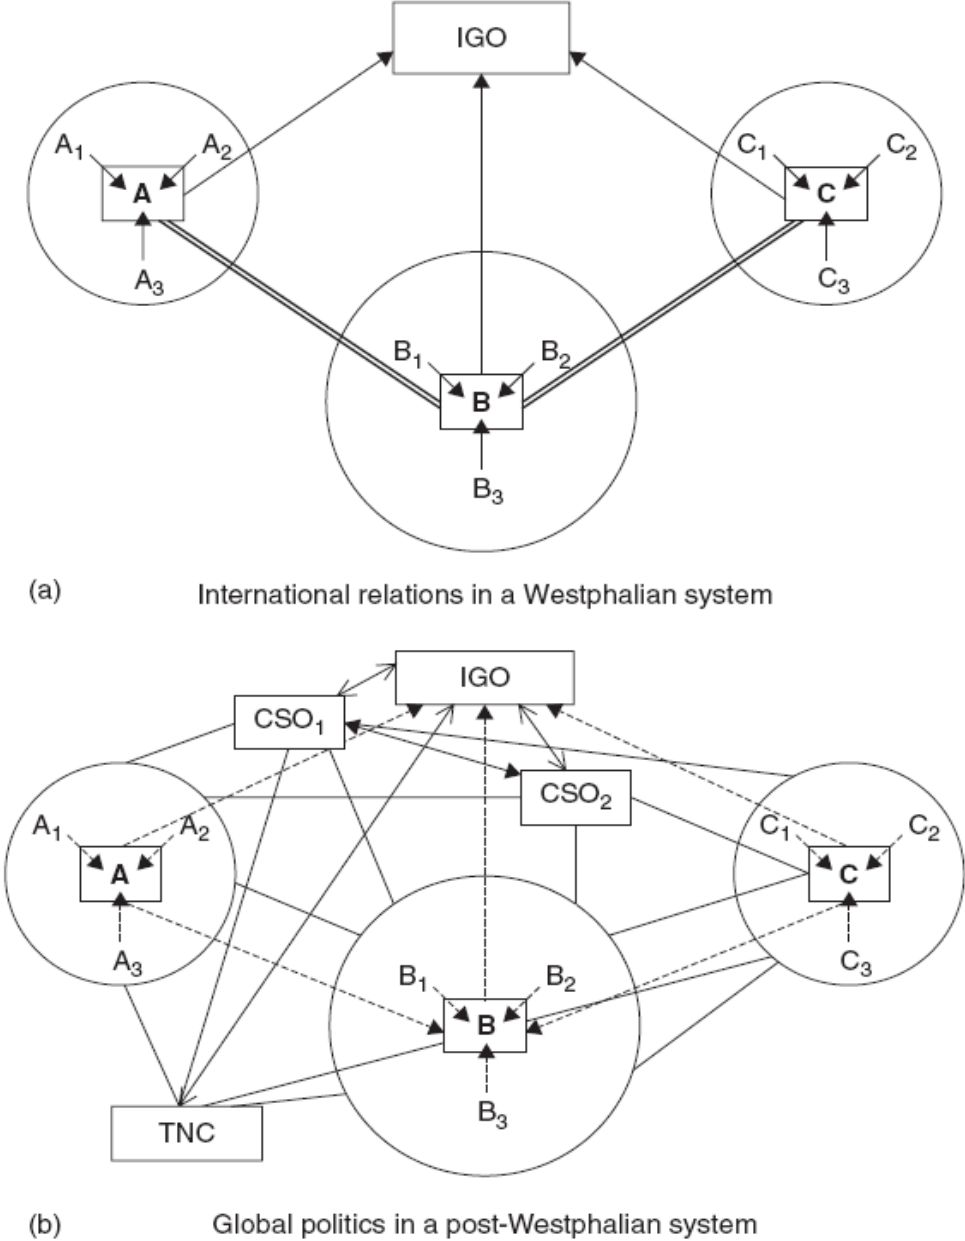 IGO
A1 A2
A
A3
C1 C2
C
C3
B1 B2
B
B3
(a) International relations in a Westphalian system
IGO
CSO1
CSO2
A1 A2
A
A3
C1 C2
C
C3
B1 B2
B
B3
TNC
(b) Global politics in a post-Westphalian system